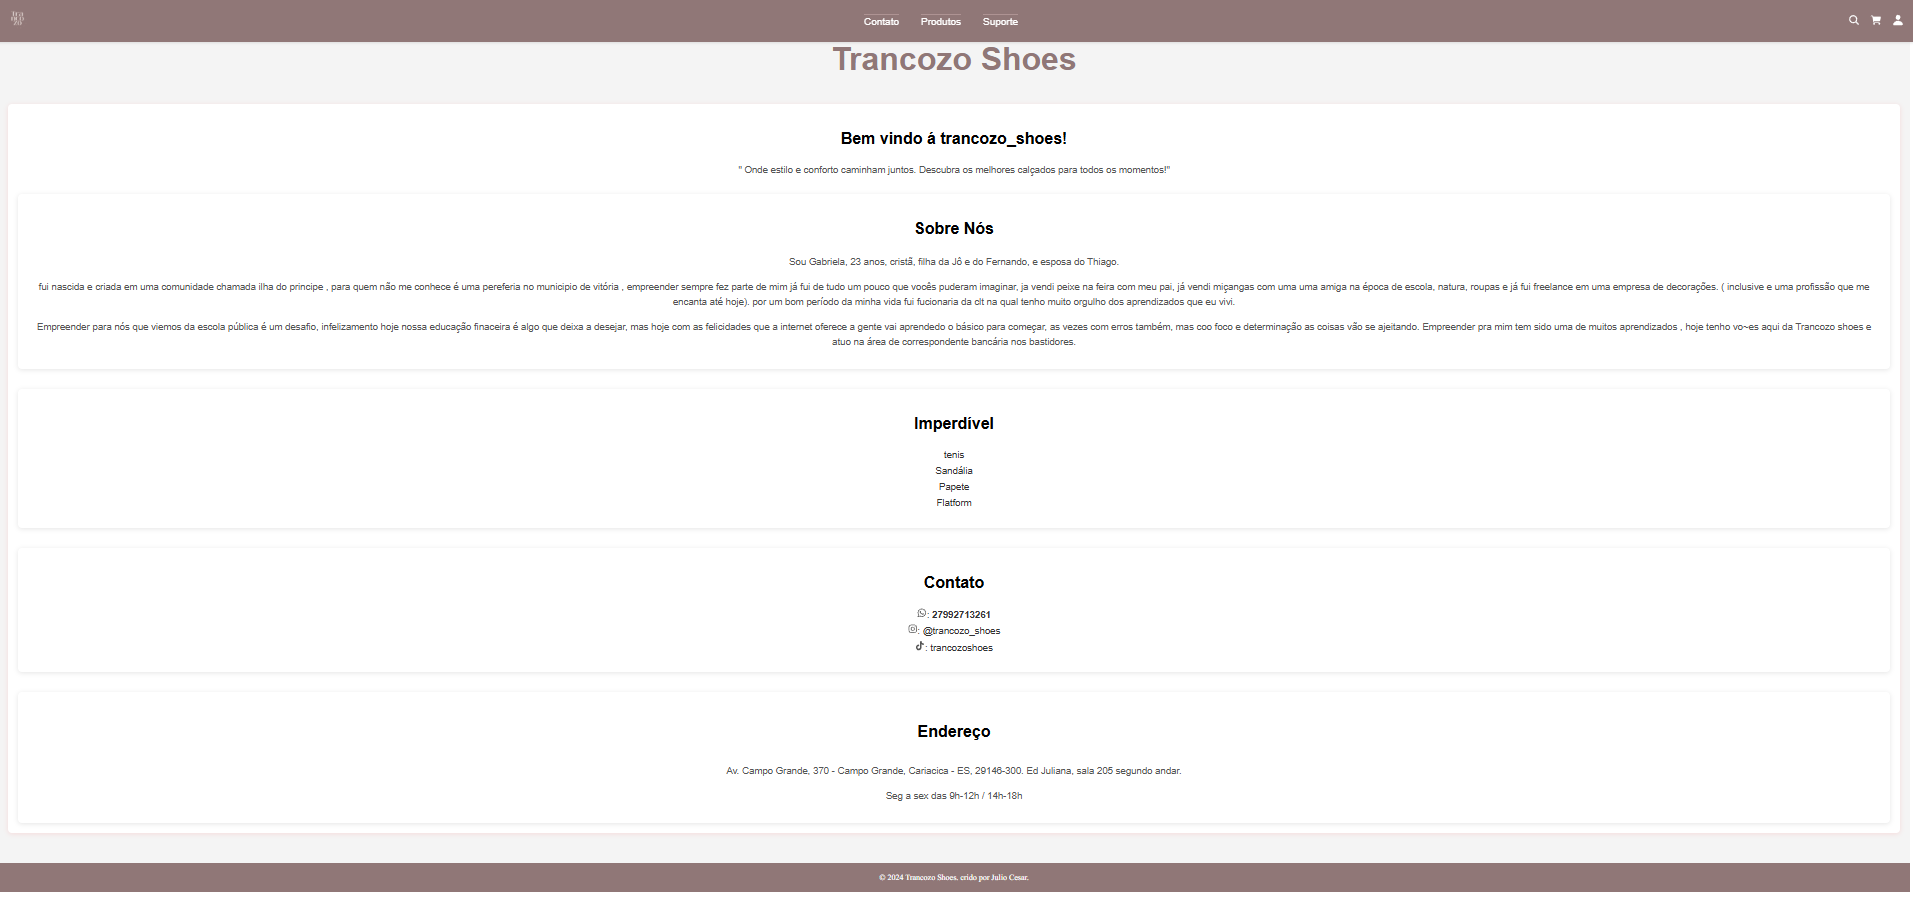 tra
nco
zo
Contato Produtos Suporte
Trancozo Shoes
Bem vindo á trancozo_shoes!
" Onde estilo e conforto caminham juntos. Descubra os melhores calçados para todos os momentos!"
Sobre Nós
Sou Gabriela, 23 anos, cristã, filha da Jô e do Fernando, e esposa do Thiago.
fui nascida e criada em uma comunidade chamada ilha do principe , para quem não me conhece é uma pereferia no municipio de vitória , empreender sempre fez parte de mim já fui de tudo um pouco que vocês puderam imaginar, ja vendi peixe na feira com meu pai, já vendi miçangas com uma uma amiga na época de escola, natura, roupas e já fui freelance em uma empresa de decorações. ( inclusive e uma profissão que me
encanta até hoje). por um bom período da minha vida fui fucionaria da clt na qual tenho muito orgulho dos aprendizados que eu vivi.
Empreender para nós que viemos da escola pública é um desafio, infelizamento hoje nossa educação finaceira é algo que deixa a desejar, mas hoje com as felicidades que a internet oferece a gente vai aprendedo o básico para começar, as vezes com erros também, mas coo foco e determinação as coisas vão se ajeitando. Empreender pra mim tem sido uma de muitos aprendizados , hoje tenho vo~es aqui da Trancozo shoes e
atuo na área de correspondente bancária nos bastidores.
Imperdível
tenis
Sandália
Papete
Flatform
Contato
: 27992713261
: @trancozo_shoes
: trancozoshoes
Endereço
Av. Campo Grande, 370 - Campo Grande, Cariacica - ES, 29146-300. Ed Juliana, sala 205 segundo andar.
Seg a sex das 9h-12h / 14h-18h
© 2024 Trancozo Shoes. crido por Julio Cesar.